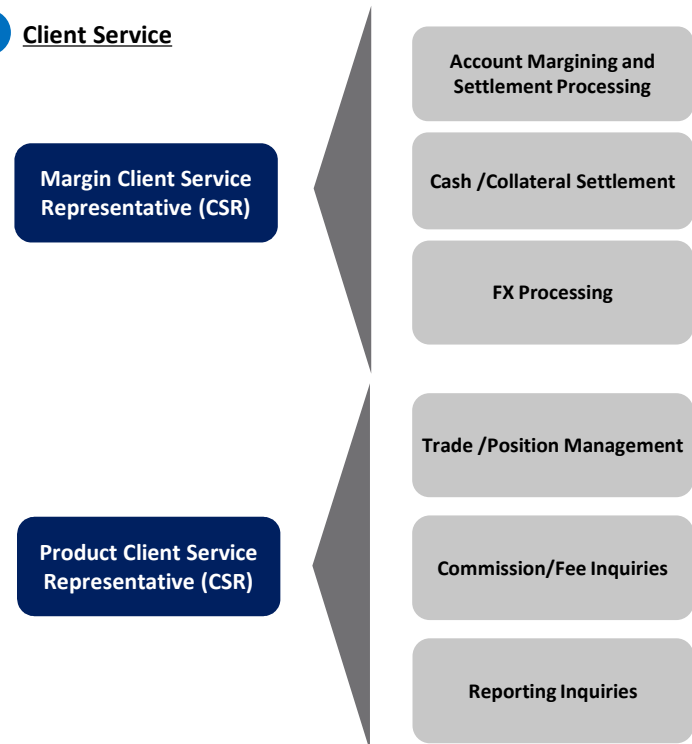 Client Service
Account Margining and
Settlement Processing
Margin Client Service
Representative (CSR)
Cash /Collateral Settlement
FX Processing
Trade /Position Management
Product Client Service
Representative (CSR)
Commission/Fee Inquiries
Reporting Inquiries